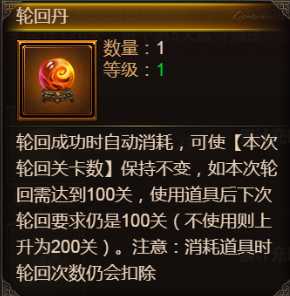 轮回丹
数量：1
等级：1
轮回成功时自动消耗，可使【本次
轮回关卡数】保持不变，如本次轮
回需达到100关，使用道具后下次
轮回要求仍是100关（不使用则上
升为200关）。注意：消耗道具时
轮回次数仍会扣除